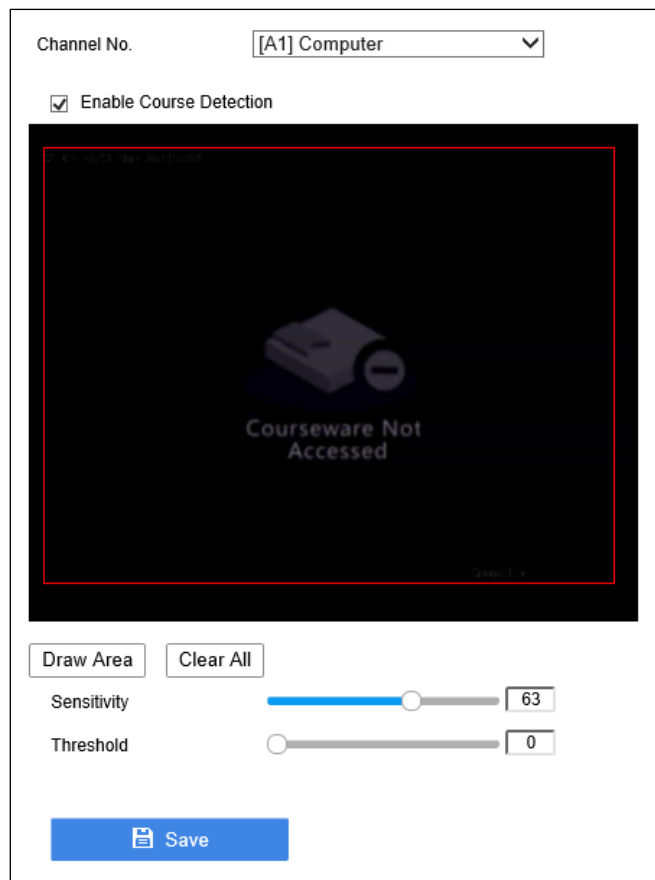 Channel No.
[A1] Computer
Enable Course Detection
Courseware Not
Accessed
Draw Area
Clear All
Sensitivity
63
Threshold
0
Save